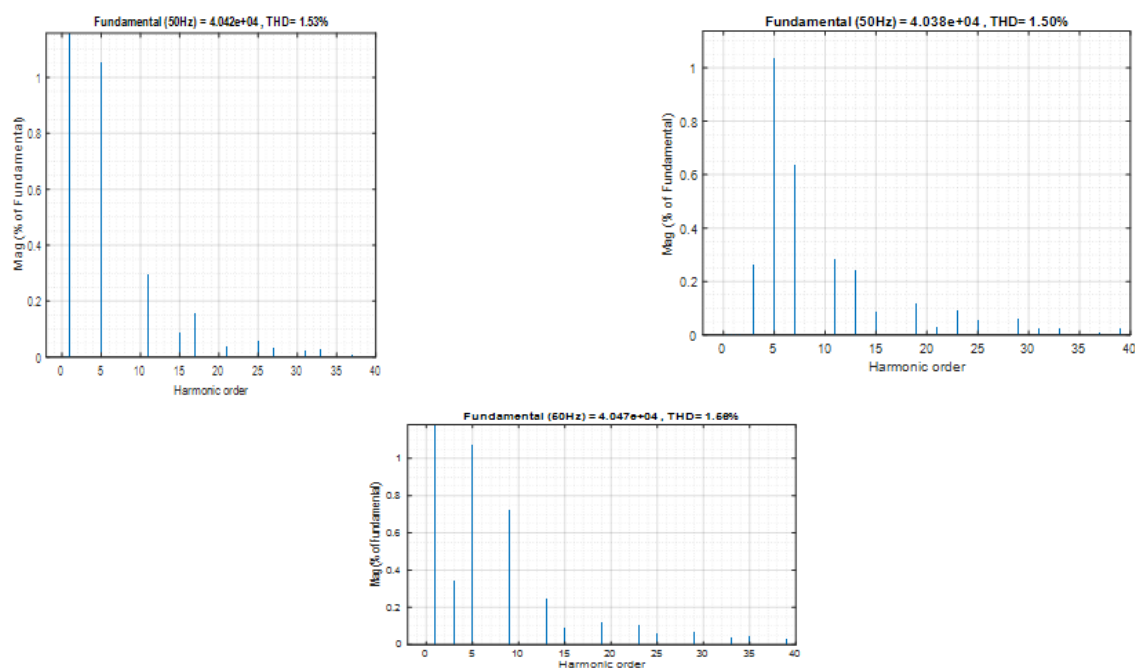 Fundamental (50Hz) = 4.042e+04 , THD= 1.53%
Mag (% of Fundamental)
1
0.8
0.6
0.4
0.2
0
0 5 10 15 20 25 30 35 40
Harmonic order
Fundamental (50Hz) = 4.038e+04 , THD= 1.50%
Mag (% of Fundamental)
1
0.8
0.6
0.4
0.2
0
0 5 10 15 20 25 30 35 40
Harmonic order
Fundamental (50Hz) = 4.047e+04 , THD=
Mag (% of Fundamental)
1
0.8
0.6
0.4
0.2
0
0 5 10 15 20 25 30 35 40
Harmonic order